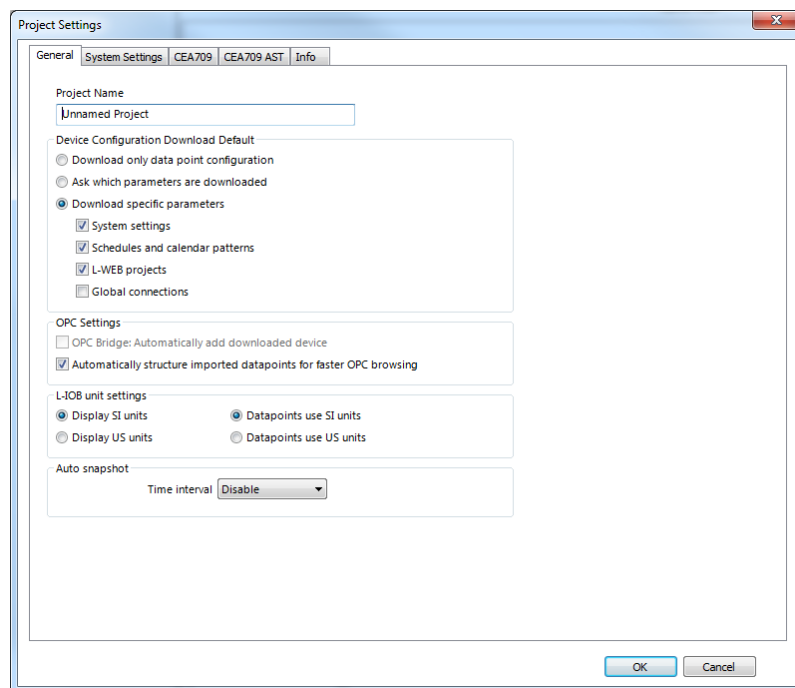 Project Settings
General System Settings CEA709 CEA709 AST Info
Project Name
Unnamed Project
Device Configuration Download Default
Download only data point configuration
Ask which parameters are downloaded
Download specific parameters
System settings
Schedules and calendar patterns
L-WEB projects
Global connections
OPC Settings
OPC Bridge: Automatically add downloaded device
Automatically structure imported datapoints for faster OPC browsing
L-IOB unit settings
Display SI units Datapoints use SI units
Display US units Datapoints use US units
Auto snapshot
Time interval Disable
OK Cancel